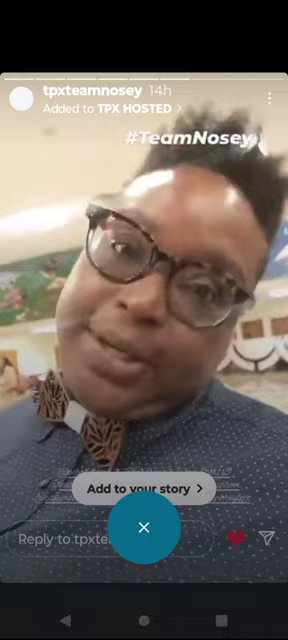 tpxteamnosey 14h
Added to TPX HOSTED >
#TeamNosey
Add to your story >
Reply to tpxte